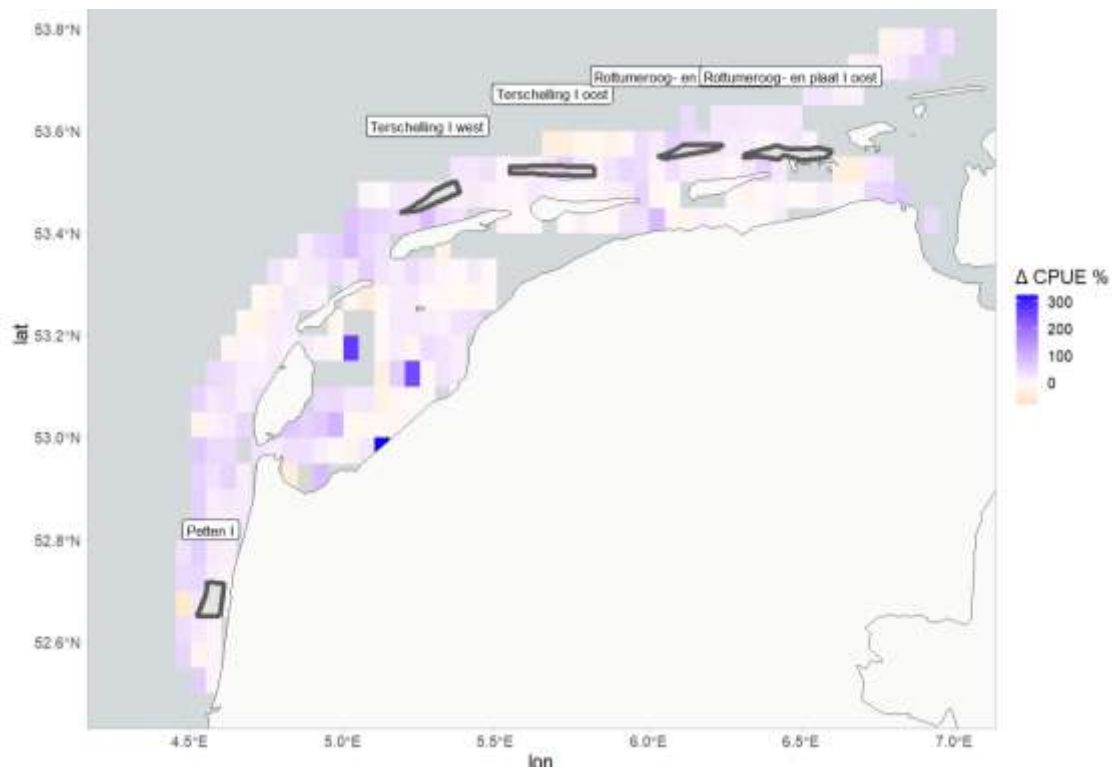 53.8°N
53.6°N
53.4°N
53.2°N
53.0°N
52.8°N
52.6°N
lat
Rottumeroog- en
Rottumeroog- en plaat I oost
Terschelling I oost
Terschelling I west
Petten I
4.5°E
5.0°E
5.5°E
6.0°E
6.5°E
7.0°E
lon
Δ CPUE %
300
200
100
0